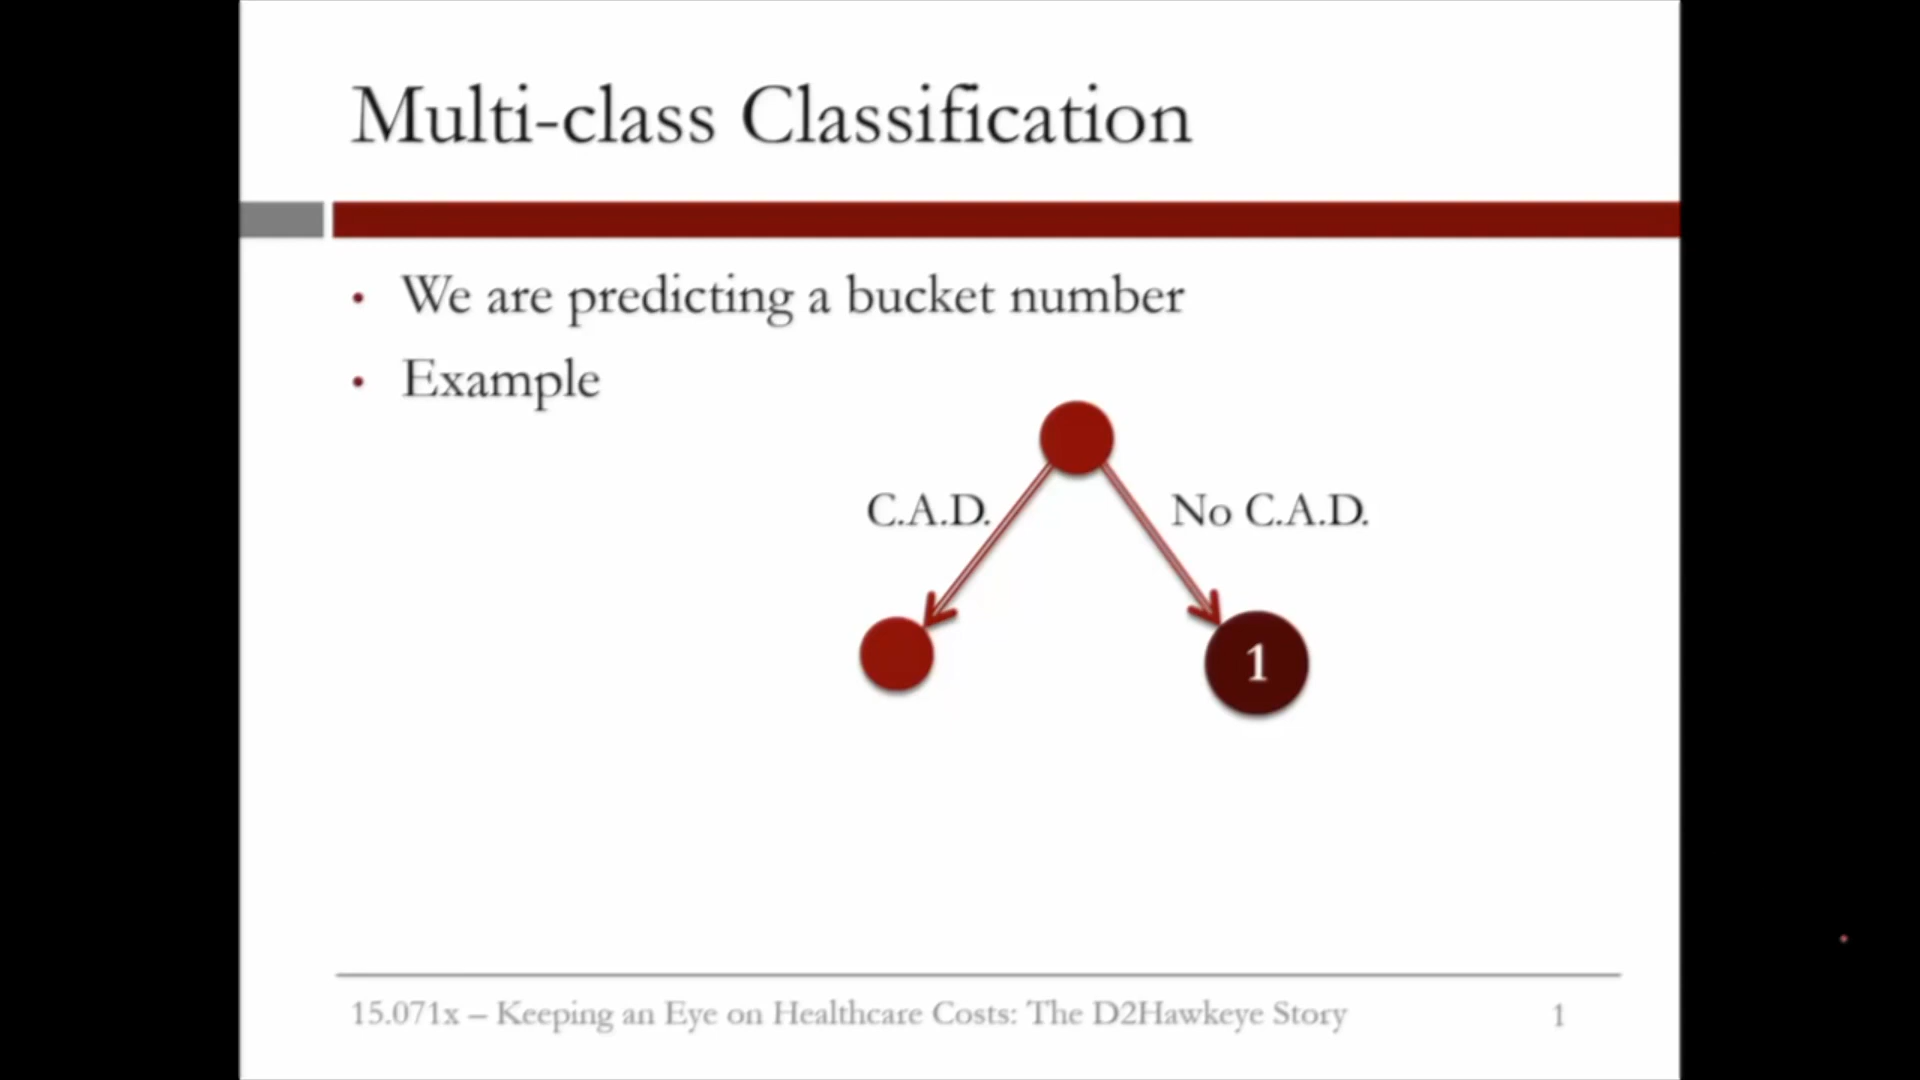 Multi-class Classification
• We are predicting a bucket number
• Example
C.A.D.
No C.A.D.
1
15.071x – Keeping an Eye on Healthcare Costs: The D2Hawkeye Story
1